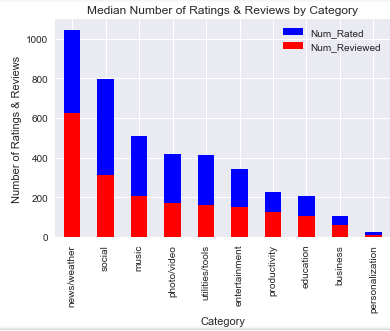 Median Number of Ratings & Reviews by Category
Num_Rated
Num_Reviewed
Number of Ratings & Reviews
1000
800
600
400
200
0
news/weather
social
music
photo/video
utilities/tools
entertainment
productivity
education
business
personalization
Category